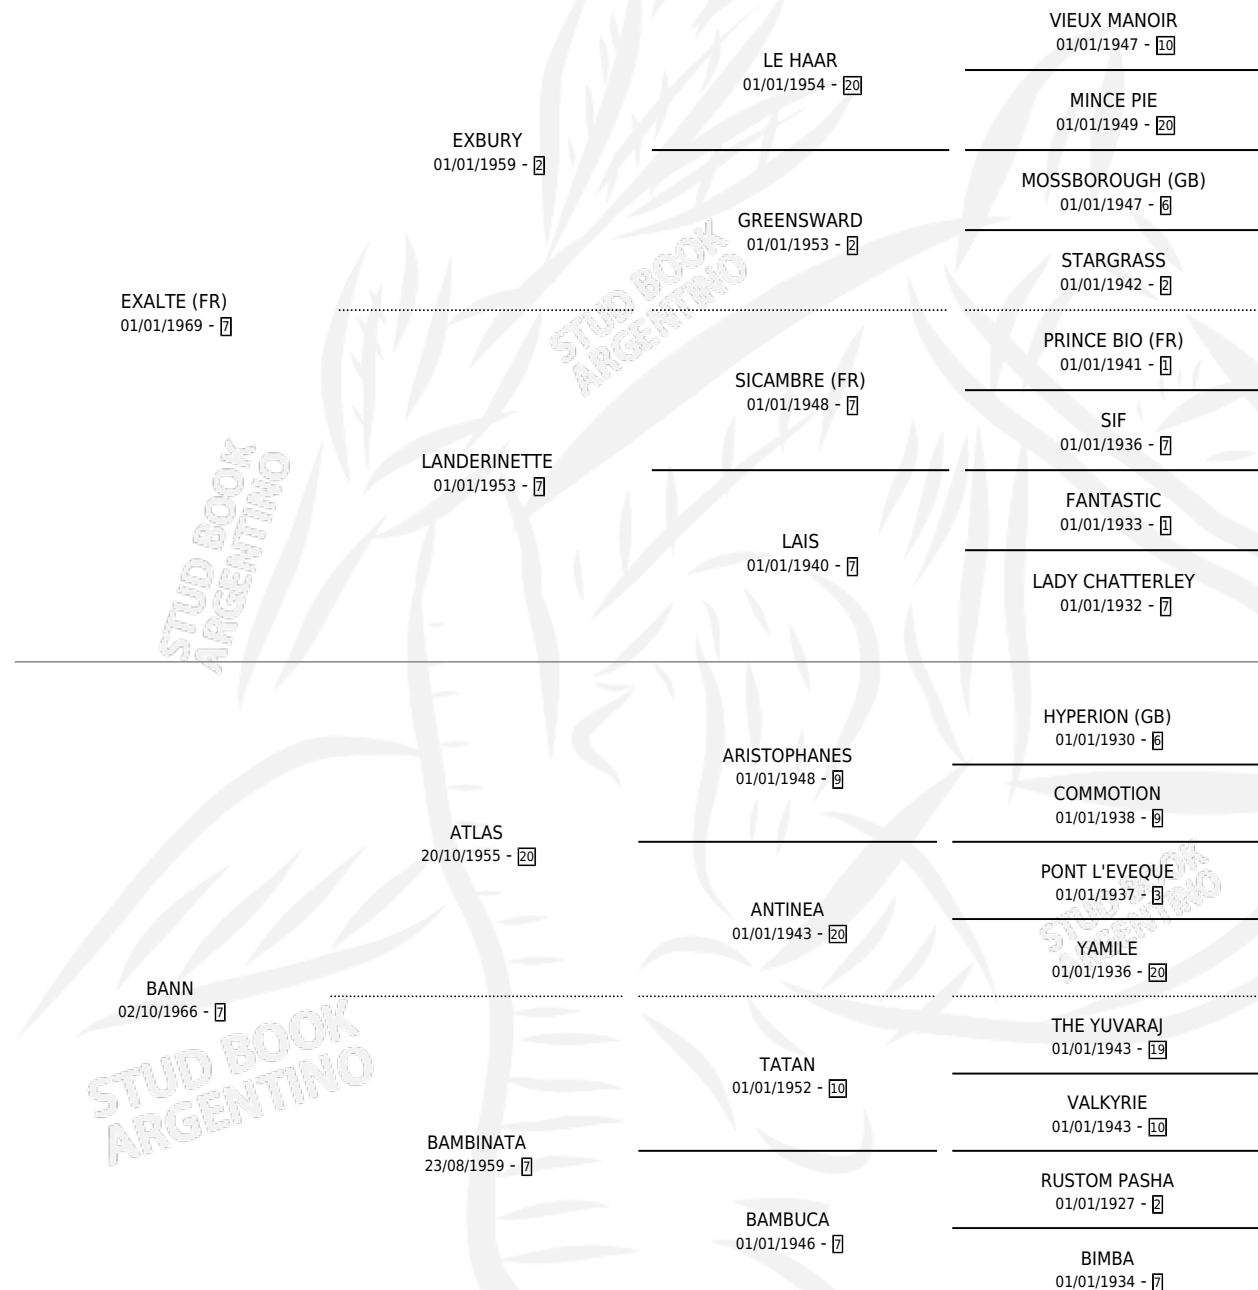 VIEUX MANOIR
01/01/1947 - 10
LE HAAR
01/01/1954 - 20
MINCE PIE
01/01/1949 - 20
EXBURY
01/01/1959 - 2
MOSSBOROUGH (GB)
01/01/1947 - 6
GREENSWARD
01/01/1953 - 2
STARGRASS
01/01/1942 - 2
EXALTE (FR)
01/01/1969 - 7
PRINCE BIO (FR)
01/01/1941 - 1
SICAMBRE (FR)
01/01/1948 - 7
SIF
01/01/1936 - 7
LANDERINETTE
01/01/1953 - 7
FANTASTIC
01/01/1933 - 1
LAIS
01/01/1940 - 7
LADY CHATTERLEY
01/01/1932 - 7
HYPERION (GB)
01/01/1930 - 6
ARISTOPHANES
01/01/1948 - 9
COMMOTION
01/01/1938 - 9
ATLAS
20/10/1955 - 20
PONT L'EVEQUE
01/01/1937 - 3
ANTINEA
01/01/1943 - 20
YAMILE
01/01/1936 - 20
BANN
02/10/1966 - 7
THE YUVARAJ
01/01/1943 - 19
TATAN
01/01/1952 - 10
VALKYRIE
01/01/1943 - 10
BAMBINATA
23/08/1959 - 7
RUSTOM PASHA
01/01/1927 - 2
BAMBUCA
01/01/1946 - 7
BIMBA
01/01/1934 - 7
STUD BOOK
ARGENTINO
STUD BOOK
ARGENTINO
STUD BOOK
ARGENTINO
STUD BOOK
ARGENTINO